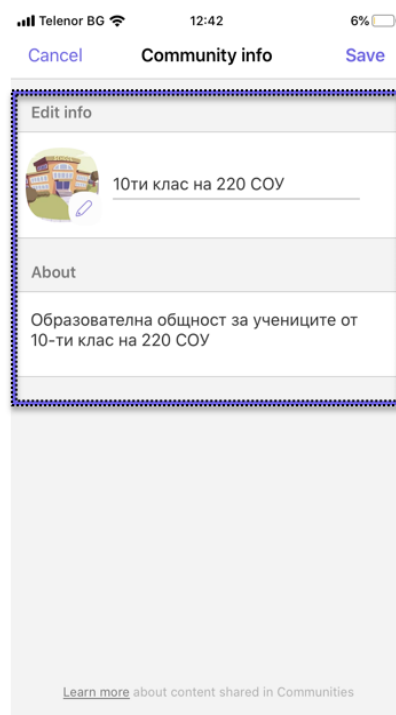 Telenor BG 12:42 6%
Cancel Community info Save
Edit info
10ти клас на 220 СОУ
About
Образователна общност за учениците от
10-ти клас на 220 СОУ
Learn more about content shared in Communities